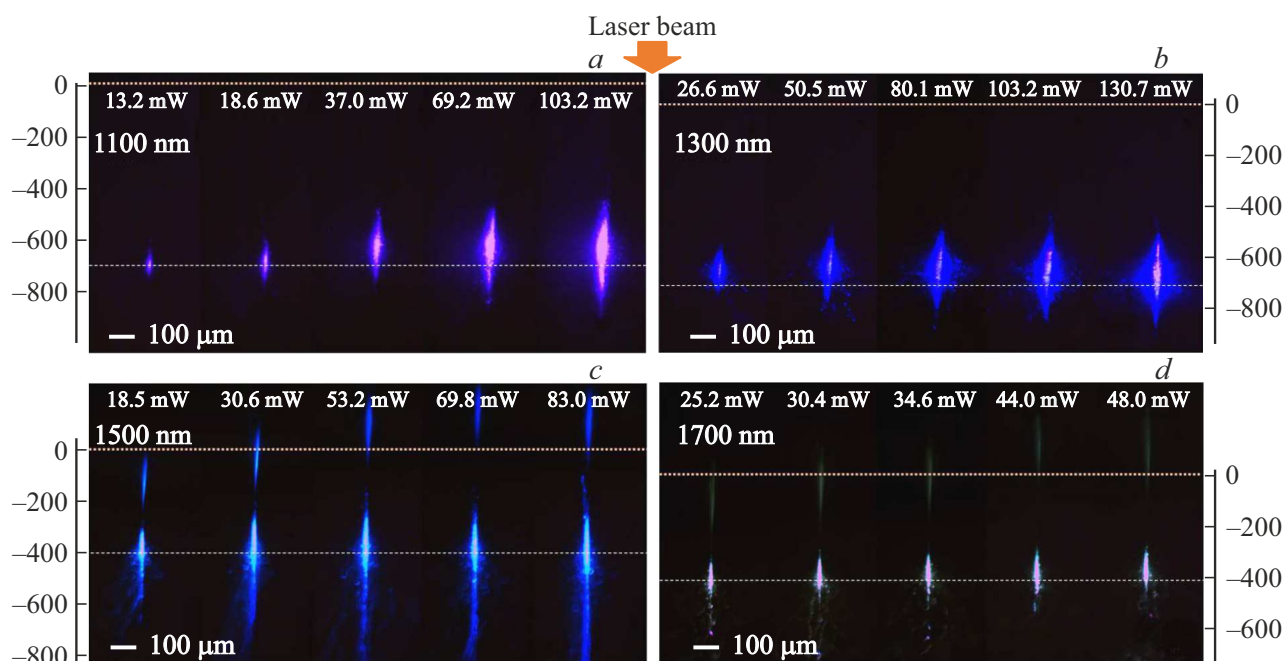 Laser beam
a
b
0
–200
–400
–600
–800
13.2 mW 18.6 mW 37.0 mW 69.2 mW 103.2 mW
1100 nm
100 μm
26.6 mW 50.5 mW 80.1 mW 103.2 mW 130.7 mW
1300 nm
100 μm
0
–200
–400
–600
–800
c
d
0
–200
–400
–600
–800
18.5 mW 30.6 mW 53.2 mW 69.8 mW 83.0 mW
1500 nm
100 μm
25.2 mW 30.4 mW 34.6 mW 44.0 mW 48.0 mW
1700 nm
100 μm
0
–200
–400
–600